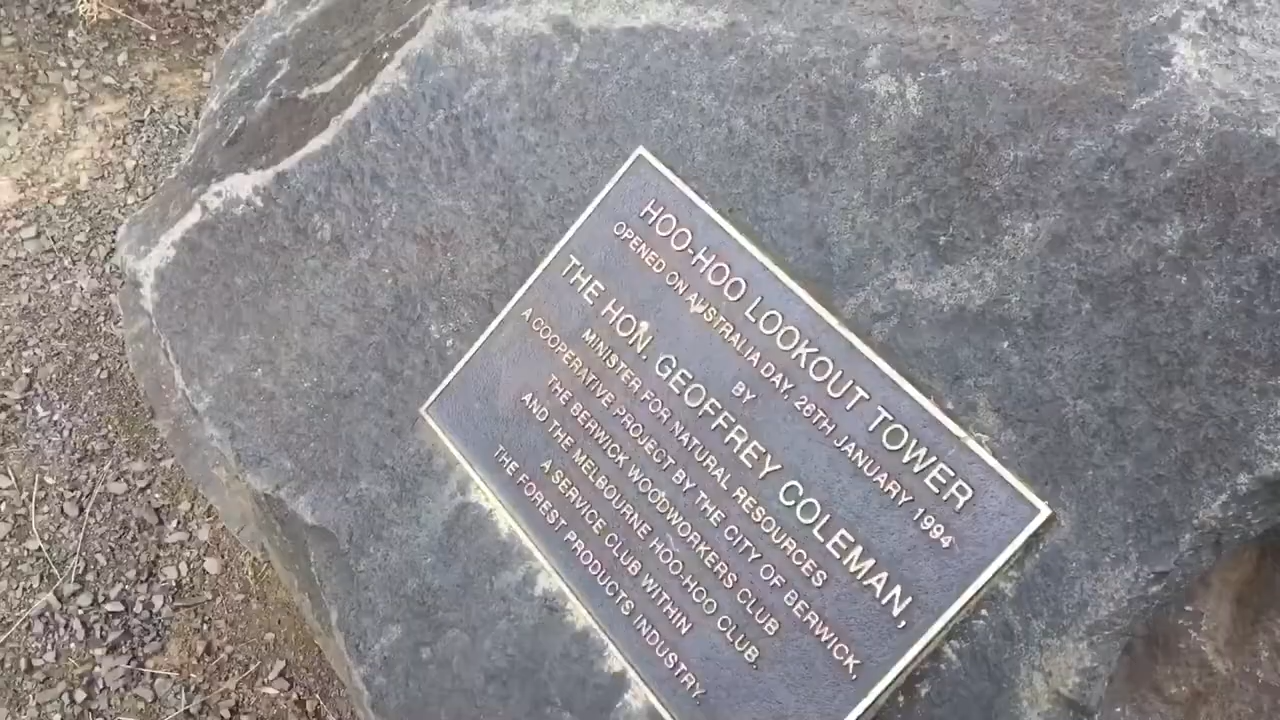 HOO-HOO LOOKOUT TOWER
OPENED ON AUSTRALIA DAY, 26TH JANUARY 1994
BY
THE HON. GEOFFREY COLEMAN,
MINISTER FOR NATURAL RESOURCES
A COOPERATIVE PROJECT BY THE CITY OF BERWICK,
THE BERWICK WOODWORKERS CLUB
AND THE MELBOURNE HOO-HOO CLUB.
A SERVICE CLUB WITHIN
THE FOREST PRODUCTS INDUSTRY.